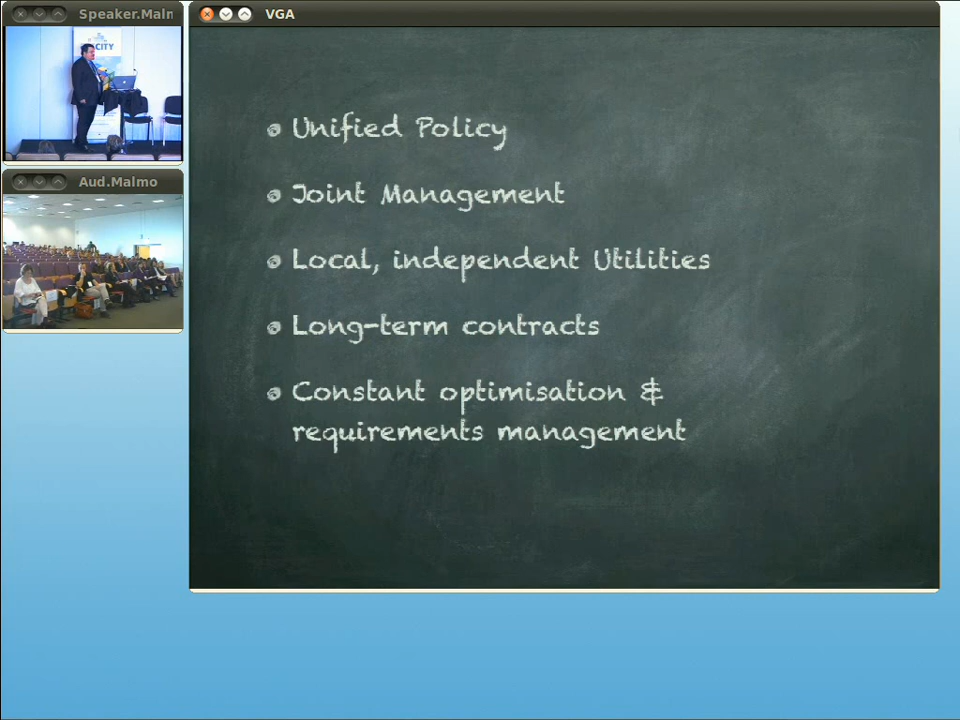 Speaker.Malm
VGA
CITY
Aud.Malmo
Unified Policy
Joint Management
Local, independent Utilities
Long-term contracts
Constant optimisation &
requirements management